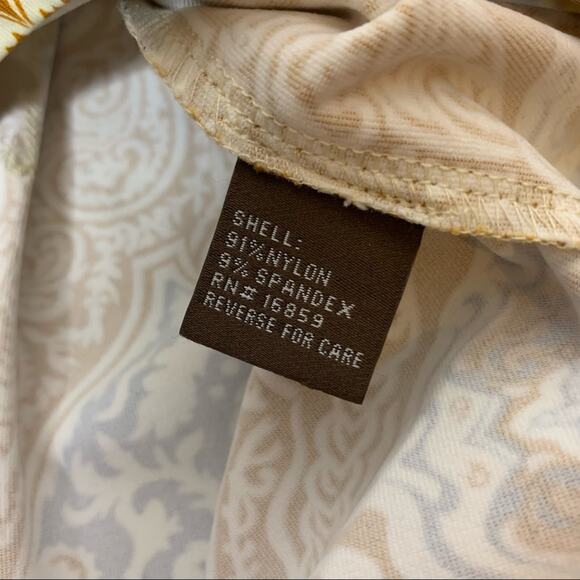 SHELL:
91% NYLON
9% SPANDEX
RN# 16859
REVERSE FOR CARE